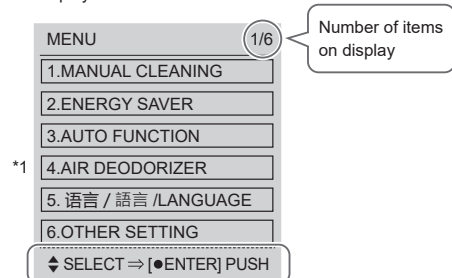 MENU 1/6
Number of items
on display
1.MANUAL CLEANING
2.ENERGY SAVER
3.AUTO FUNCTION
*1 4.AIR DEODORIZER
5. 语言 / 語言 /LANGUAGE
6.OTHER SETTING
SELECT ⇒ [●ENTER] PUSH